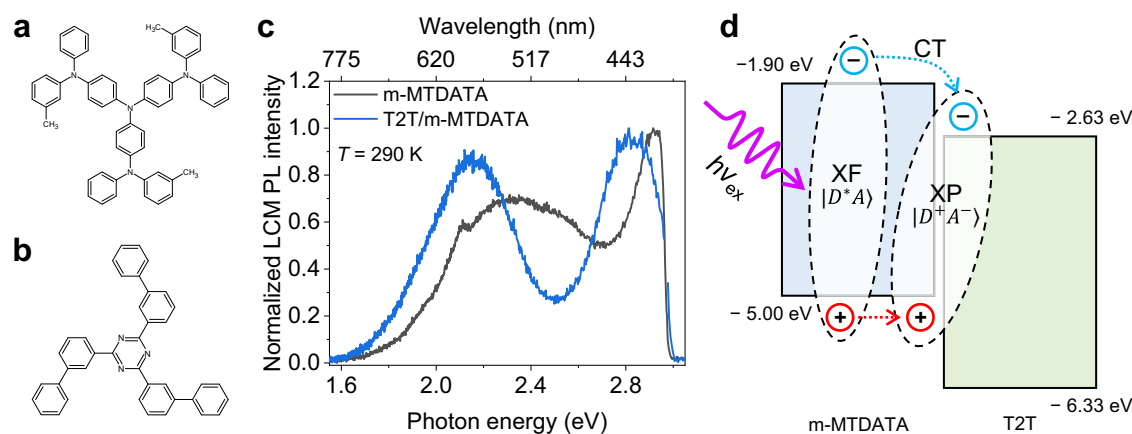 a
H₃C
N
N
N
CH₃
N
CH₃
b
N
N
N
c
Wavelength (nm)
775 620 517 443
Normalized LCM PL intensity
1.2
1.0
0.8
0.6
0.4
0.2
0.0
m-MTDATA
T2T/m-MTDATA
T = 290 K
1.6 2.0 2.4 2.8
Photon energy (eV)
d
CT
−1.90 eV
−
−
− 2.63 eV
hνex
XF
|D*A⟩
XP
|D⁺A⁻⟩
− 5.00 eV
+
+
− 6.33 eV
m-MTDATA
T2T